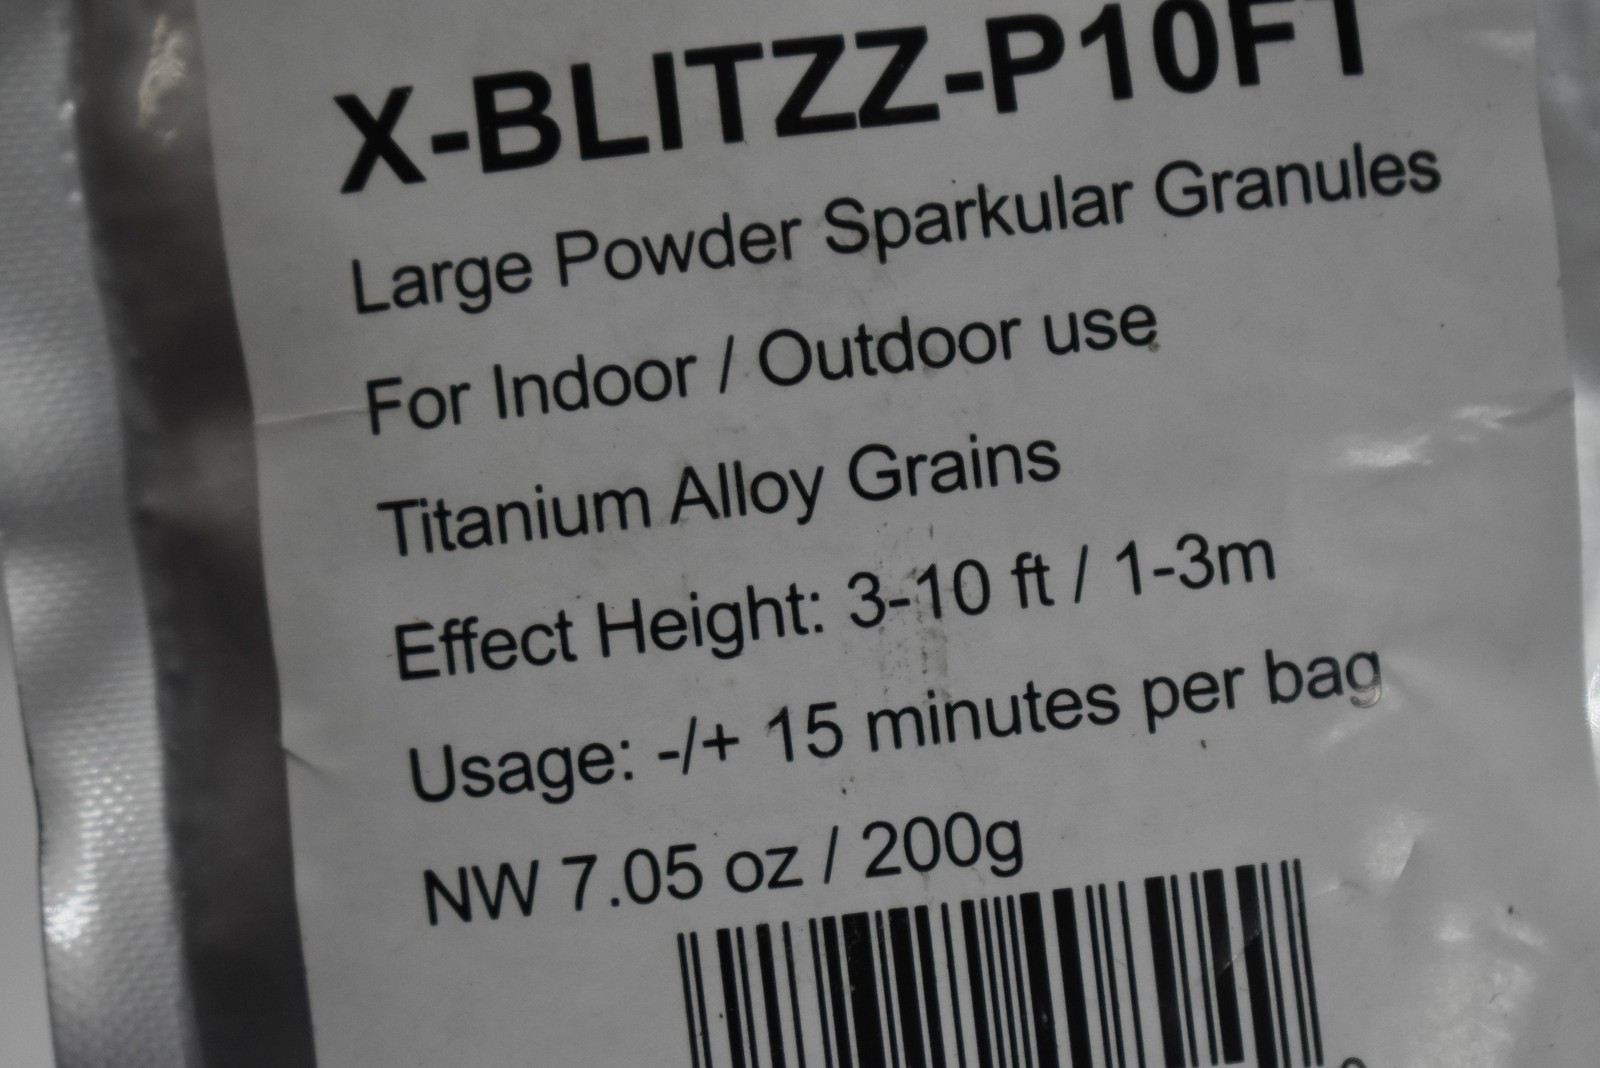 X-BLITZZ-P10FT
Large Powder Sparkular Granules
For Indoor / Outdoor use
Titanium Alloy Grains
Effect Height: 3-10 ft / 1-3m
Usage: -/+ 15 minutes per bag
NW 7.05 oz / 200g